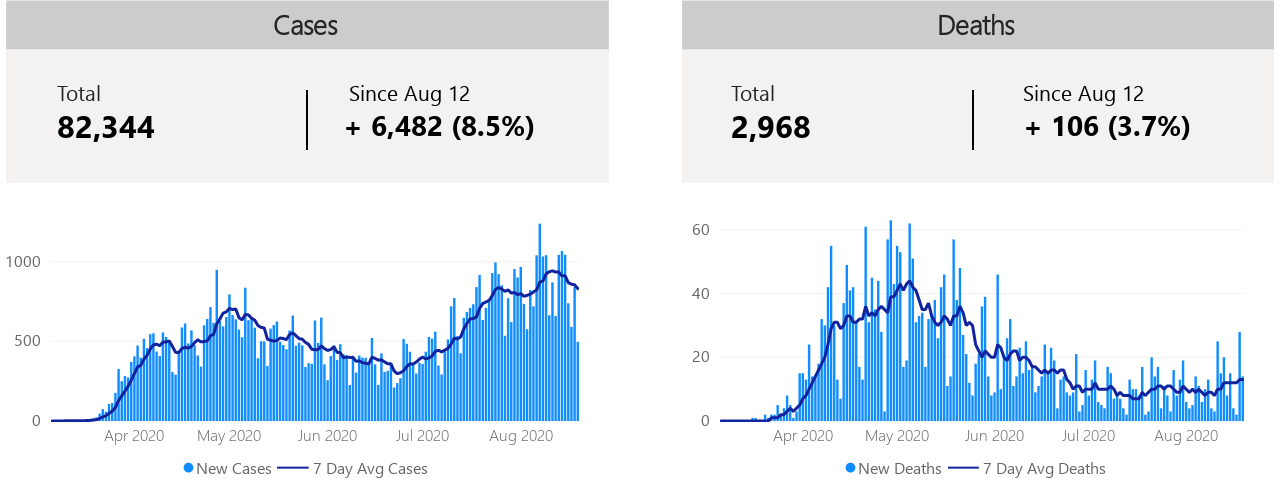 Cases
Total
Since Aug 12
82,344
+ 6,482 (8.5%)
1000
500
0
Apr 2020 May 2020 Jun 2020 Jul 2020 Aug 2020
New Cases 7 Day Avg Cases
Deaths
Total
Since Aug 12
2,968
+ 106 (3.7%)
60
40
20
0
Apr 2020 May 2020 Jun 2020 Jul 2020 Aug 2020
New Deaths 7 Day Avg Deaths